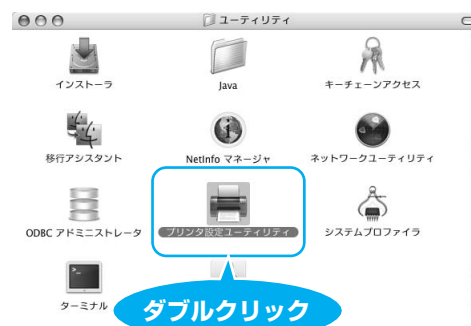 ユーティリティ
インストーラ
Java
キーチェーンアクセス
移行アシスタント
NetInfo マネージャ
ネットワークユーティリティ
ODBC アドミニストレータ
プリンタ設定ユーティリティ
システムプロファイラ
ターミナル
ダブルクリック